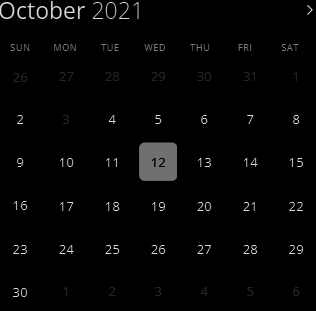 October 2021
SUN MON TUE WED THU FRI SAT
26 27 28 29 30 31 1
2 3 4 5 6 7 8
9 10 11 12 13 14 15
16 17 18 19 20 21 22
23 24 25 26 27 28 29
30 1 2 3 4 5 6